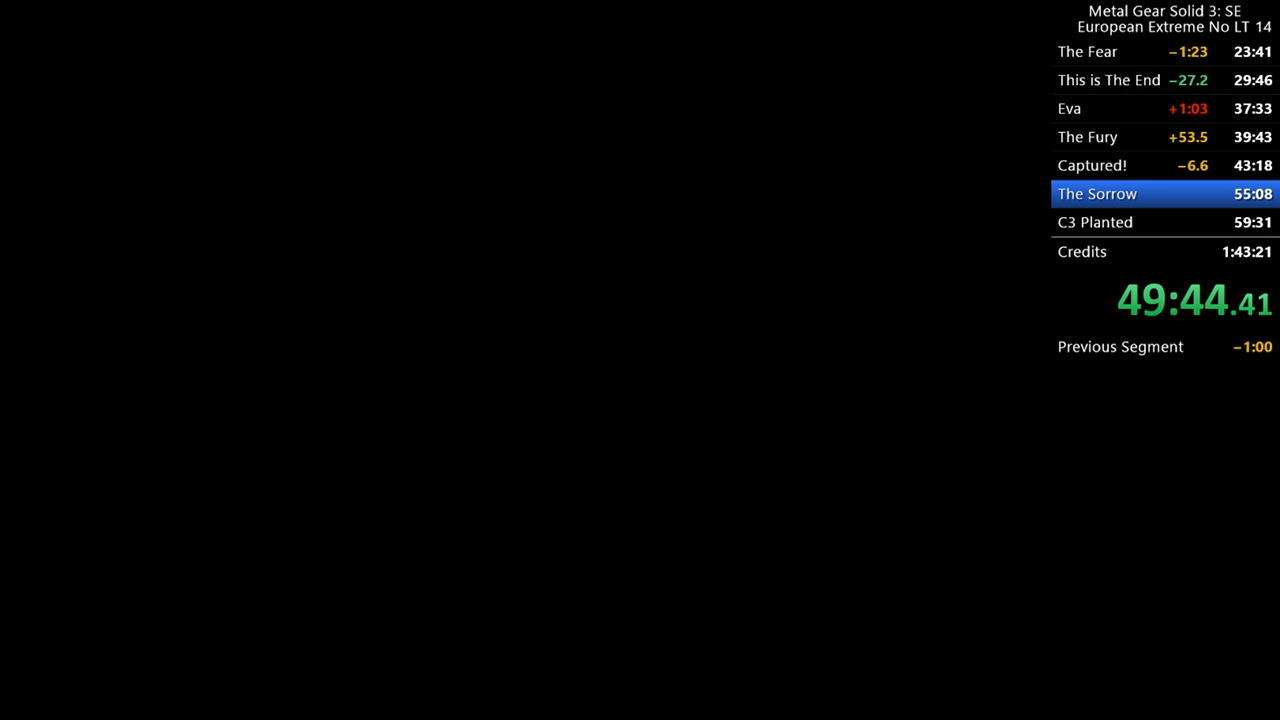 Metal Gear Solid 3: SE
European Extreme No LT 14
The Fear −1:23 23:41
This is The End −27.2 29:46
Eva +1:03 37:33
The Fury +53.5 39:43
Captured! −6.6 43:18
The Sorrow 55:08
C3 Planted 59:31
Credits 1:43:21
49:44.41
Previous Segment −1:00